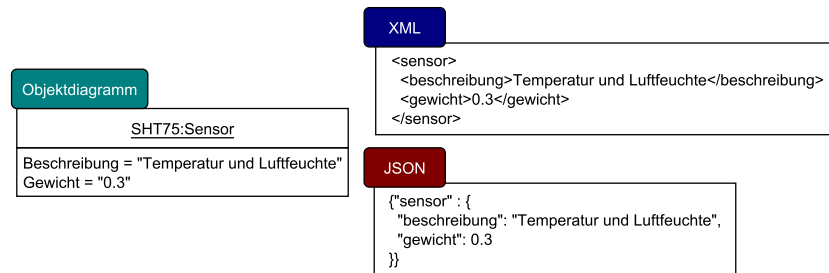 Objektdiagramm
SHT75:Sensor
Beschreibung = "Temperatur und Luftfeuchte"
Gewicht = "0.3"
XML
<sensor>
<beschreibung>Temperatur und Luftfeuchte</beschreibung>
<gewicht>0.3</gewicht>
</sensor>
JSON
{"sensor" : {
"beschreibung": "Temperatur und Luftfeuchte",
"gewicht": 0.3
}}